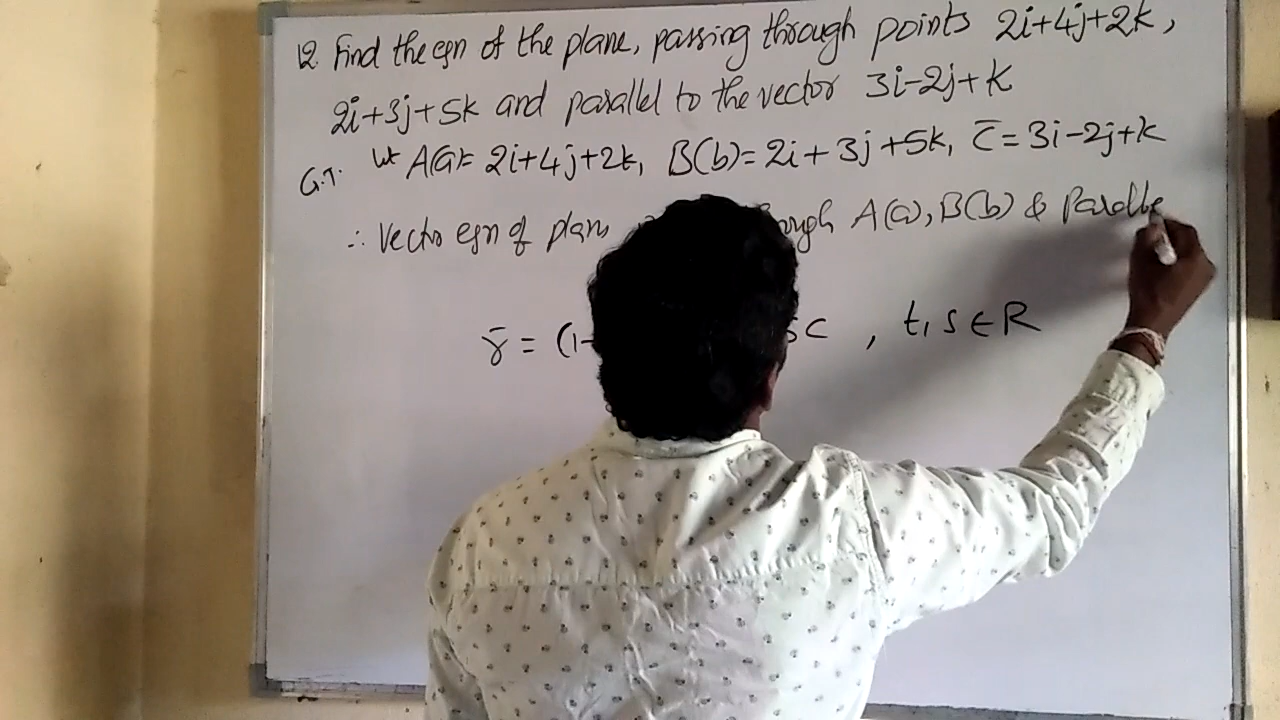 12. Find the eqn of the plane, passing through points 2i+4j+2k,
2i+3j+5k and parallel to the vector 3i-2j+k
G.T. let A(a)= 2i+4j+2k, B(b)=2i+3j+5k, c̄=3i-2j+k
∴ vector eqn of plane A(a), B(b) & Paralle
r̄ = (1- sc , t, s ∈ R